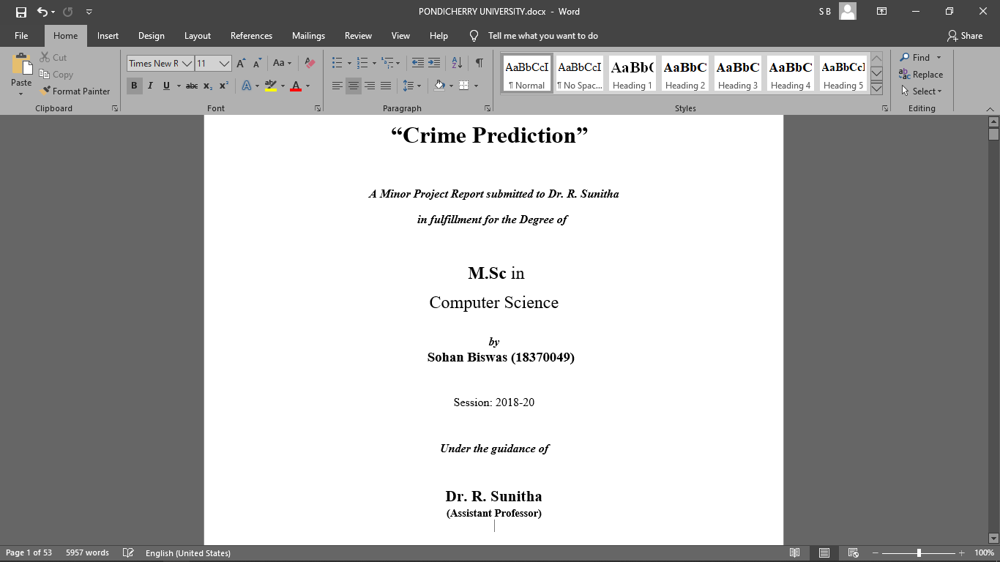 PONDICHERRY UNIVERSITY.docx - Word
S B
File Home Insert Design Layout References Mailings Review View Help Tell me what you want to do Share
Paste
Cut
Copy
Format Painter
Clipboard
Times New R 11
Aa
B I U abc x₂ x² A aby A
Font
Paragraph
AaBbCcI AaBbCcI AaBb( AaBbC AaBbC AaBbC AaBbCcI
¶ Normal ¶ No Spac... Heading 1 Heading 2 Heading 3 Heading 4 Heading 5
Styles
Find
Replace
Select
Editing
“Crime Prediction”
A Minor Project Report submitted to Dr. R. Sunitha
in fulfillment for the Degree of
M.Sc in
Computer Science
by
Sohan Biswas (18370049)
Session: 2018-20
Under the guidance of
Dr. R. Sunitha
(Assistant Professor)
Page 1 of 53 5957 words English (United States) 100%